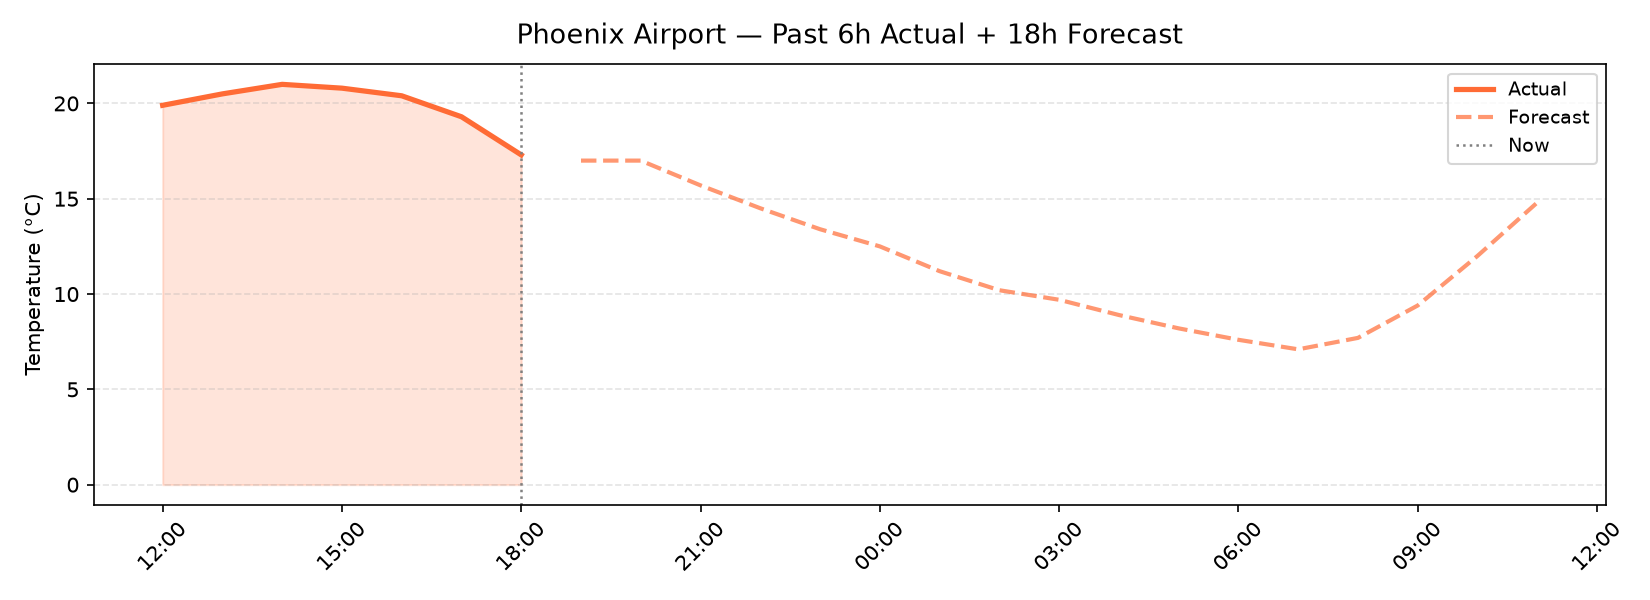 Phoenix Airport — Past 6h Actual + 18h Forecast
Actual
Forecast
Now
Temperature (°C)
20
15
10
5
0
12:00
15:00
18:00
21:00
00:00
03:00
06:00
09:00
12:00